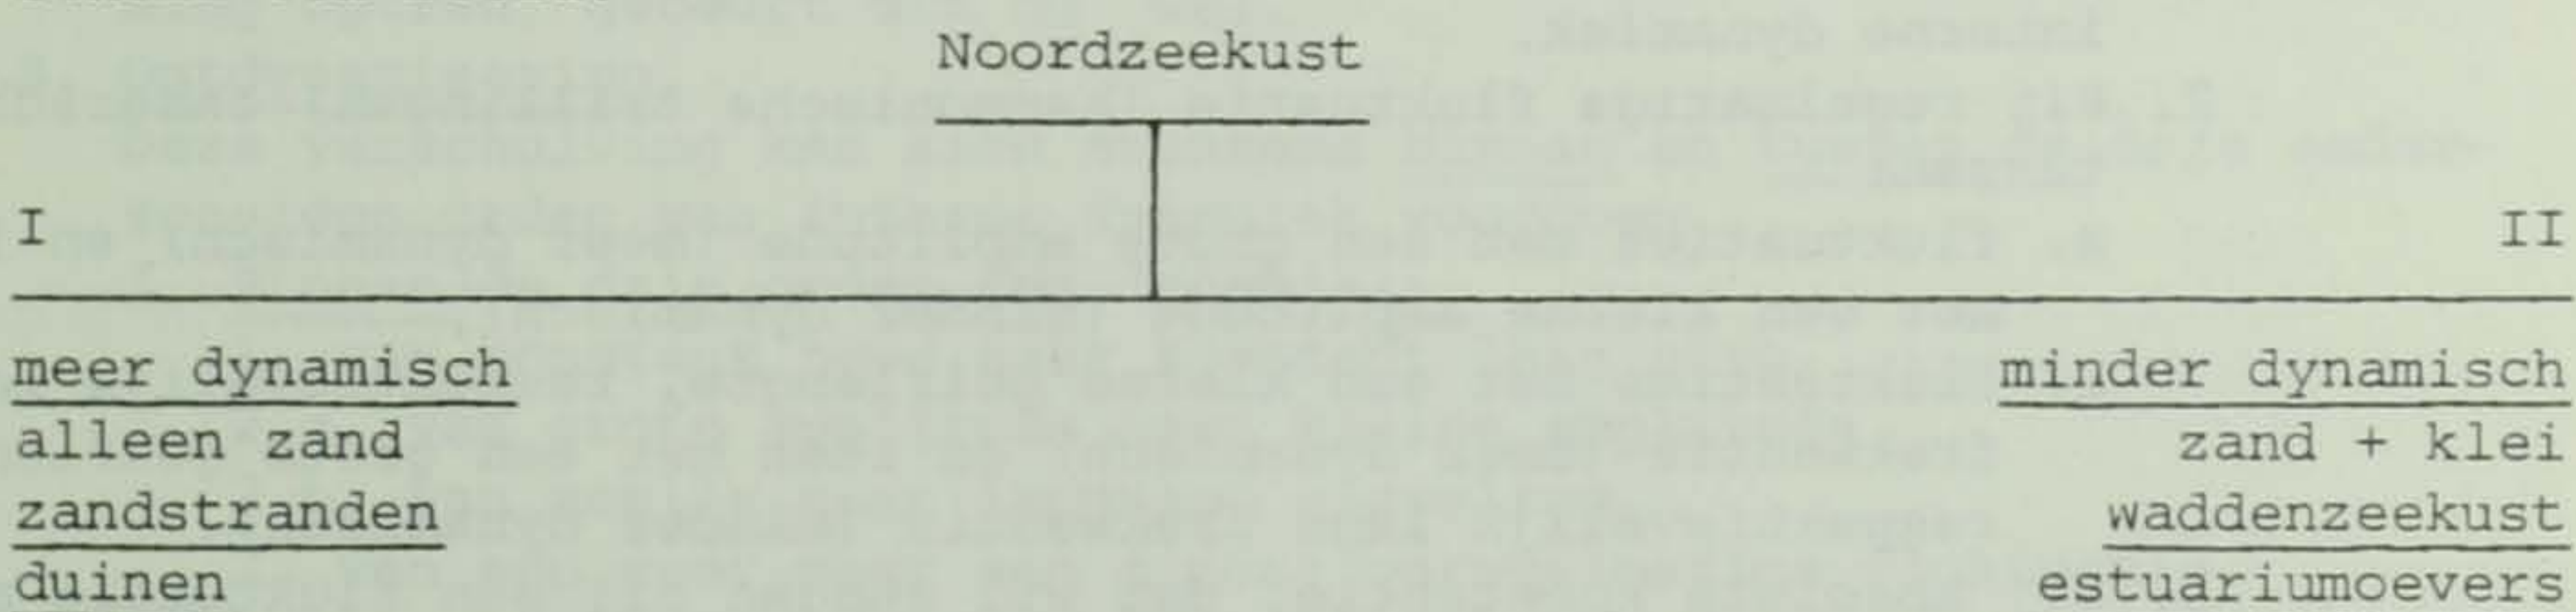 Noordzeekust
I II
meer dynamisch minder dynamisch
alleen zand zand + klei
zandstranden waddenzeekust
duinen estuariumoevers